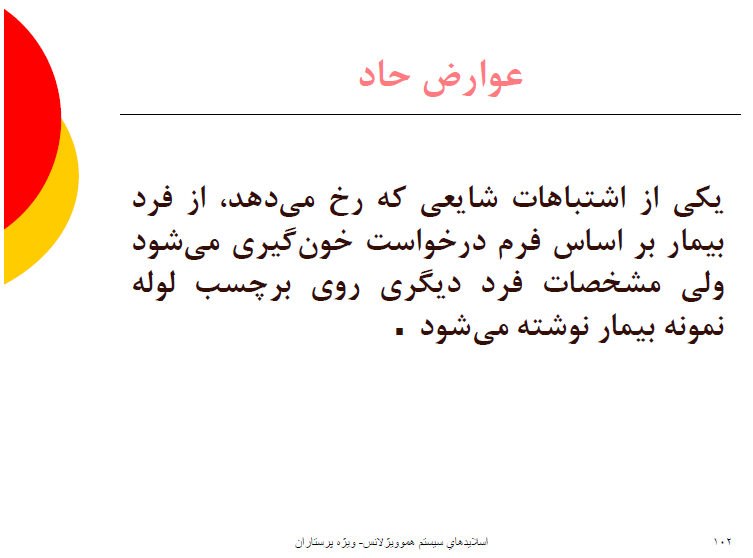 عوارض حاد
یکی از اشتباهات شایعی که رخ می‌دهد، از فرد
بیمار بر اساس فرم درخواست خون‌گیری می‌شود
ولی مشخصات فرد دیگری روی برچسب لوله
نمونه بیمار نوشته می‌شود .
اسلایدهاي سیستم هموویژلانس- ویژه پرستاران
۱۰۲